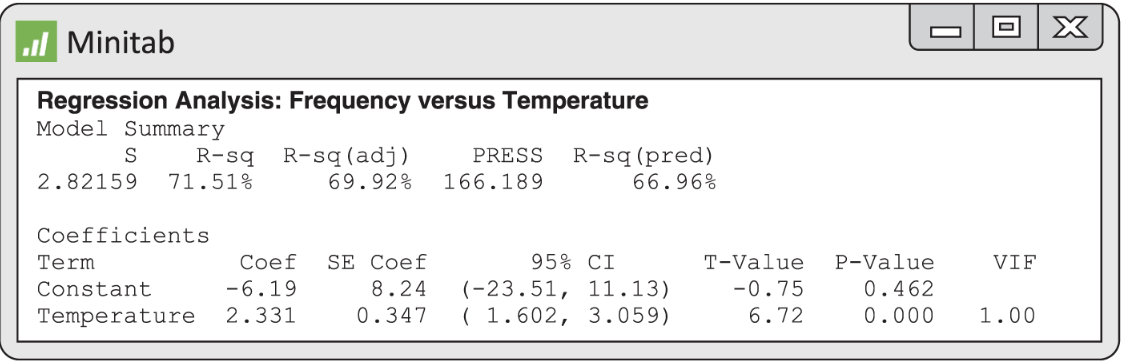 Minitab
Regression Analysis: Frequency versus Temperature
Model Summary
S R-sq R-sq(adj) PRESS R-sq(pred)
2.82159 71.51% 69.92% 166.189 66.96%
Coefficients
Term Coef SE Coef 95% CI T-Value P-Value VIF
Constant -6.19 8.24 (-23.51, 11.13) -0.75 0.462
Temperature 2.331 0.347 ( 1.602, 3.059) 6.72 0.000 1.00